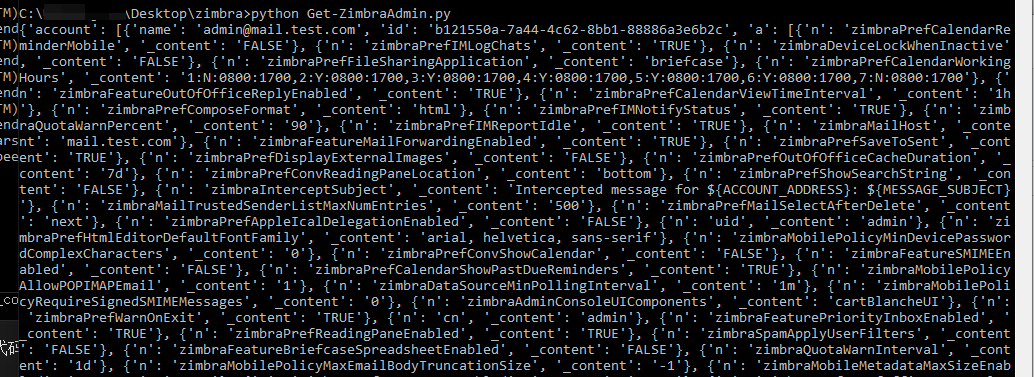 C:\ \Desktop\zimbra>python Get-ZimbraAdmin.py
{'account': [{'name': 'admin@mail.test.com', 'id': 'b121550a-7a44-4c62-8bb1-88886a3e6b2c', 'a': [{'n': 'zimbraPrefCalendarRe
minderMobile', '_content': 'FALSE'}, {'n': 'zimbraPrefIMLogChats', '_content': 'TRUE'}, {'n': 'zimbraDeviceLockWhenInactive'
, '_content': 'FALSE'}, {'n': 'zimbraPrefFileSharingApplication', '_content': 'briefcase'}, {'n': 'zimbraPrefCalendarWorking
Hours', '_content': '1:N:0800:1700,2:Y:0800:1700,3:Y:0800:1700,4:Y:0800:1700,5:Y:0800:1700,6:Y:0800:1700,7:N:0800:1700'}, {'
n': 'zimbraFeatureOutOfOfficeReplyEnabled', '_content': 'TRUE'}, {'n': 'zimbraPrefCalendarViewTimeInterval', '_content': '1h
'}, {'n': 'zimbraPrefComposeFormat', '_content': 'html'}, {'n': 'zimbraPrefIMNotifyStatus', '_content': 'TRUE'}, {'n': 'zimb
raQuotaWarnPercent', '_content': '90'}, {'n': 'zimbraPrefIMReportIdle', '_content': 'TRUE'}, {'n': 'zimbraMailHost', '_conte
nt': 'mail.test.com'}, {'n': 'zimbraFeatureMailForwardingEnabled', '_content': 'TRUE'}, {'n': 'zimbraPrefSaveToSent', '_cont
ent': 'TRUE'}, {'n': 'zimbraPrefDisplayExternalImages', '_content': 'FALSE'}, {'n': 'zimbraPrefOutOfOfficeCacheDuration', '_
content': '7d'}, {'n': 'zimbraPrefConvReadingPaneLocation', '_content': 'bottom'}, {'n': 'zimbraPrefShowSearchString', '_con
tent': 'FALSE'}, {'n': 'zimbraInterceptSubject', '_content': 'Intercepted message for ${ACCOUNT_ADDRESS}: ${MESSAGE_SUBJECT}
'}, {'n': 'zimbraMailTrustedSenderListMaxNumEntries', '_content': '500'}, {'n': 'zimbraPrefMailSelectAfterDelete', '_content
': 'next'}, {'n': 'zimbraPrefAppleIcalDelegationEnabled', '_content': 'FALSE'}, {'n': 'uid', '_content': 'admin'}, {'n': 'zi
mbraPrefHtmlEditorDefaultFontFamily', '_content': 'arial, helvetica, sans-serif'}, {'n': 'zimbraMobilePolicyMinDevicePasswor
dComplexCharacters', '_content': '0'}, {'n': 'zimbraPrefConvShowCalendar', '_content': 'FALSE'}, {'n': 'zimbraFeatureSMIMEEn
abled', '_content': 'FALSE'}, {'n': 'zimbraPrefCalendarShowPastDueReminders', '_content': 'TRUE'}, {'n': 'zimbraMobilePolicy
AllowPOPIMAPEmail', '_content': '1'}, {'n': 'zimbraDataSourceMinPollingInterval', '_content': '1m'}, {'n': 'zimbraMobilePoli
cyRequireSignedSMIMEMessages', '_content': '0'}, {'n': 'zimbraAdminConsoleUIComponents', '_content': 'cartBlancheUI'}, {'n':
'zimbraPrefWarnOnExit', '_content': 'TRUE'}, {'n': 'cn', '_content': 'admin'}, {'n': 'zimbraFeaturePriorityInboxEnabled', '
_content': 'TRUE'}, {'n': 'zimbraPrefReadingPaneEnabled', '_content': 'TRUE'}, {'n': 'zimbraSpamApplyUserFilters', '_content
': 'FALSE'}, {'n': 'zimbraFeatureBriefcaseSpreadsheetEnabled', '_content': 'FALSE'}, {'n': 'zimbraQuotaWarnInterval', '_cont
ent': '1d'}, {'n': 'zimbraMobilePolicyMaxEmailBodyTruncationSize', '_content': '-1'}, {'n': 'zimbraMobileMetadataMaxSizeEnab